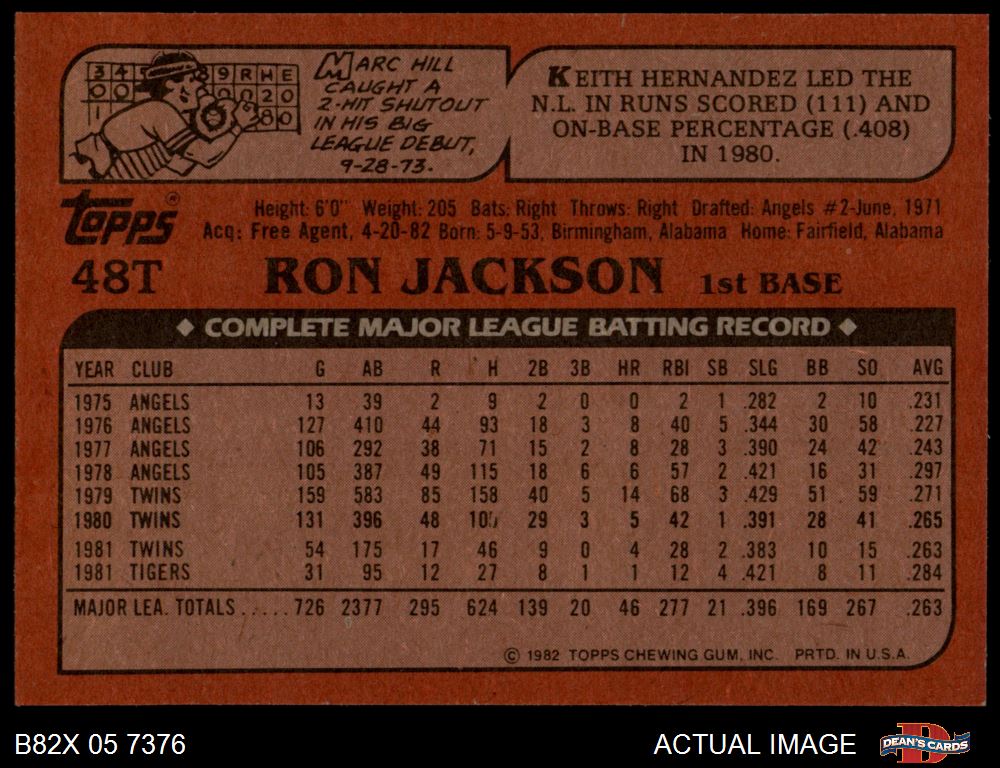 3 4 8 9 R H E
0 0 0 0 2 0
1 8 0
MARC HILL
CAUGHT A
2-HIT SHUTOUT
IN HIS BIG
LEAGUE DEBUT,
9-28-73.
KEITH HERNANDEZ LED THE
N.L. IN RUNS SCORED (111) AND
ON-BASE PERCENTAGE (.408)
IN 1980.
topps®
Height: 6'0" Weight: 205 Bats: Right Throws: Right Drafted: Angels #2-June, 1971
Acq: Free Agent, 4-20-82 Born: 5-9-53, Birmingham, Alabama Home: Fairfield, Alabama
48T RON JACKSON 1st BASE
◆ COMPLETE MAJOR LEAGUE BATTING RECORD ◆
YEAR CLUB G AB R H 2B 3B HR RBI SB SLG BB SO AVG
1975 ANGELS 13 39 2 9 2 0 0 2 1 .282 2 10 .231
1976 ANGELS 127 410 44 93 18 3 8 40 5 .344 30 58 .227
1977 ANGELS 106 292 38 71 15 2 8 28 3 .390 24 42 .243
1978 ANGELS 105 387 49 115 18 6 6 57 2 .421 16 31 .297
1979 TWINS 159 583 85 158 40 5 14 68 3 .429 51 59 .271
1980 TWINS 131 396 48 29 3 5 42 1 .391 28 41 .265
1981 TWINS 54 175 17 46 9 0 4 28 2 .383 10 15 .263
1981 TIGERS 31 95 12 27 8 1 1 12 4 .421 8 11 .284
MAJOR LEA. TOTALS.....726 2377 295 624 139 20 46 277 21 .396 169 267 .263
© 1982 TOPPS CHEWING GUM, INC. PRTD. IN U.S.A.
B82X 05 7376
ACTUAL IMAGE
DEAN'S CARDS